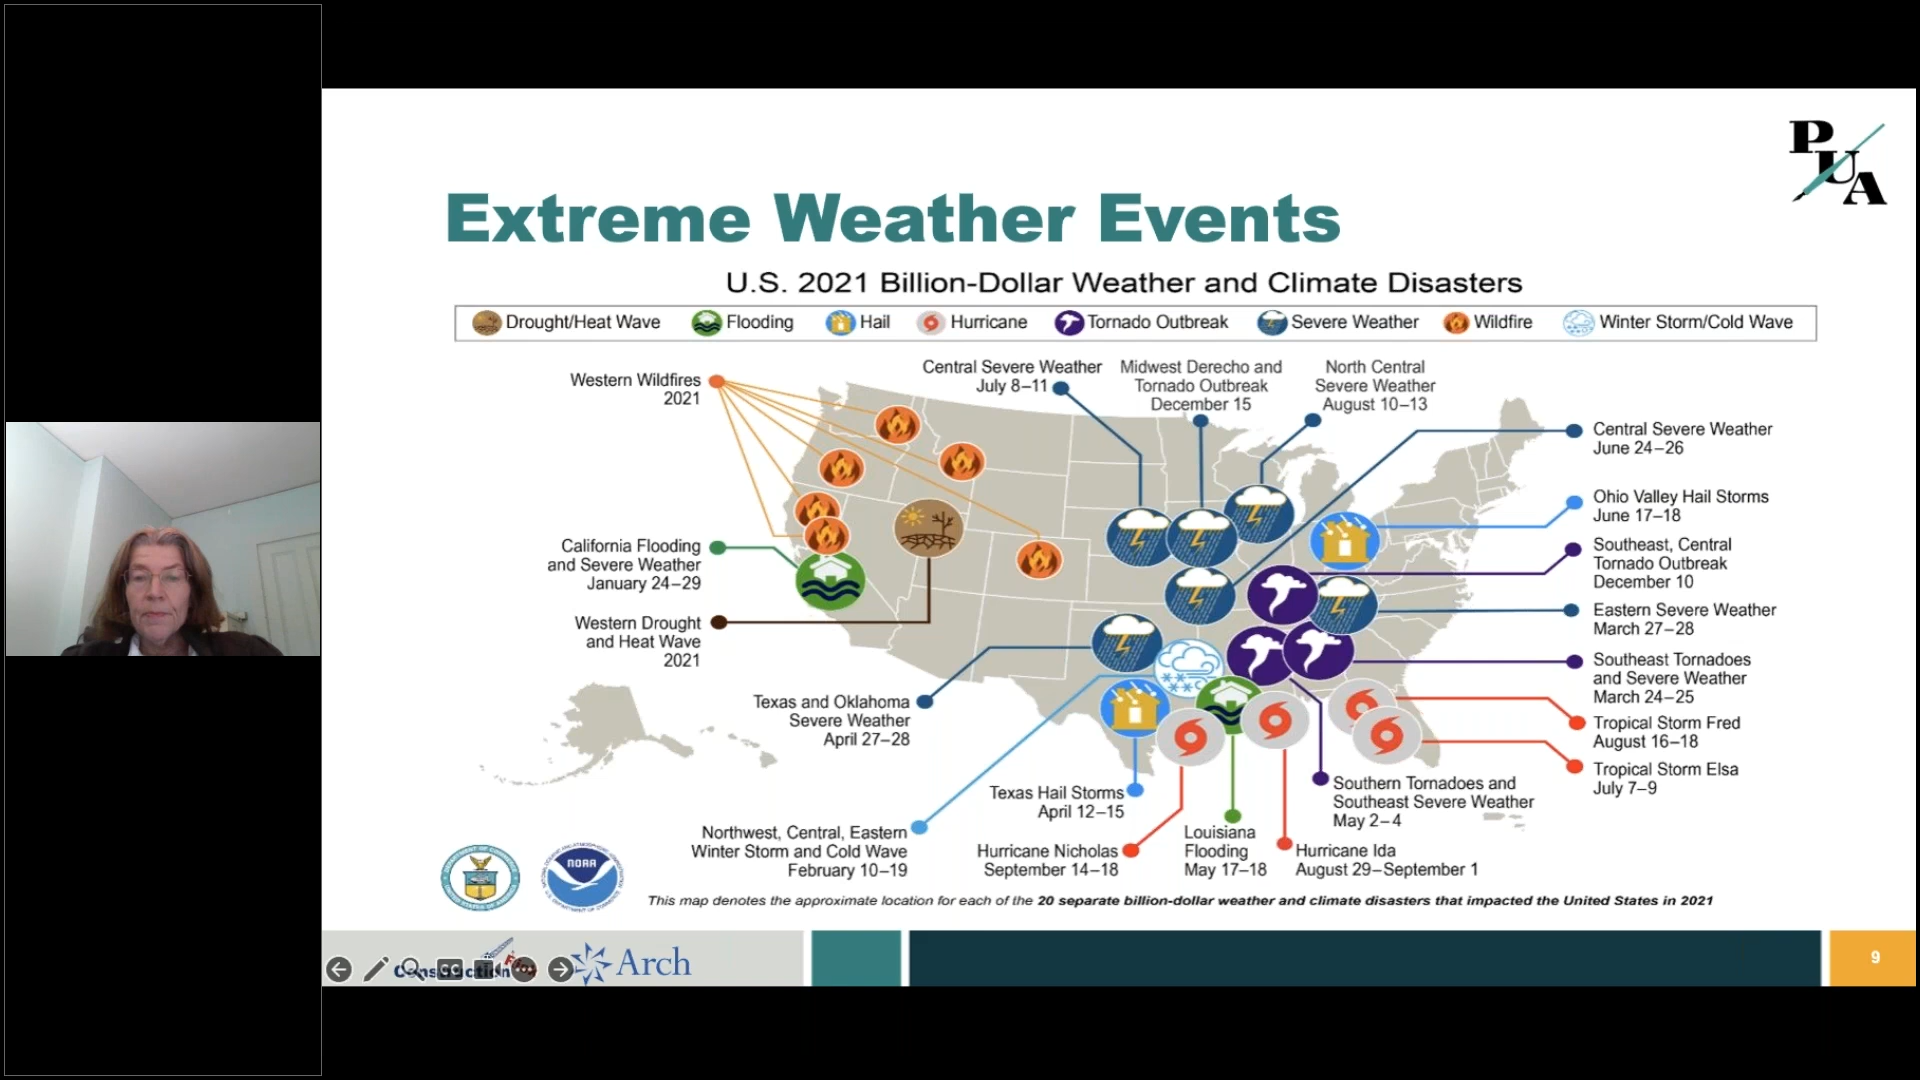 PUA
Extreme Weather Events
U.S. 2021 Billion-Dollar Weather and Climate Disasters
Drought/Heat Wave Flooding Hail Hurricane Tornado Outbreak Severe Weather Wildfire Winter Storm/Cold Wave
Western Wildfires
2021
Central Severe Weather
July 8–11
Midwest Derecho and
Tornado Outbreak
December 15
North Central
Severe Weather
August 10–13
Central Severe Weather
June 24–26
Ohio Valley Hail Storms
June 17–18
Southeast, Central
Tornado Outbreak
December 10
Eastern Severe Weather
March 27–28
Southeast Tornadoes
and Severe Weather
March 24–25
Tropical Storm Fred
August 16–18
Tropical Storm Elsa
July 7–9
California Flooding
and Severe Weather
January 24–29
Western Drought
and Heat Wave
2021
Texas and Oklahoma
Severe Weather
April 27–28
Texas Hail Storms
April 12–15
Southern Tornadoes and
Southeast Severe Weather
May 2–4
Northwest, Central, Eastern
Winter Storm and Cold Wave
February 10–19
Hurricane Nicholas
September 14–18
Louisiana
Flooding
May 17–18
Hurricane Ida
August 29–September 1
NOAA
This map denotes the approximate location for each of the 20 separate billion-dollar weather and climate disasters that impacted the United States in 2021
Construction
Arch
9